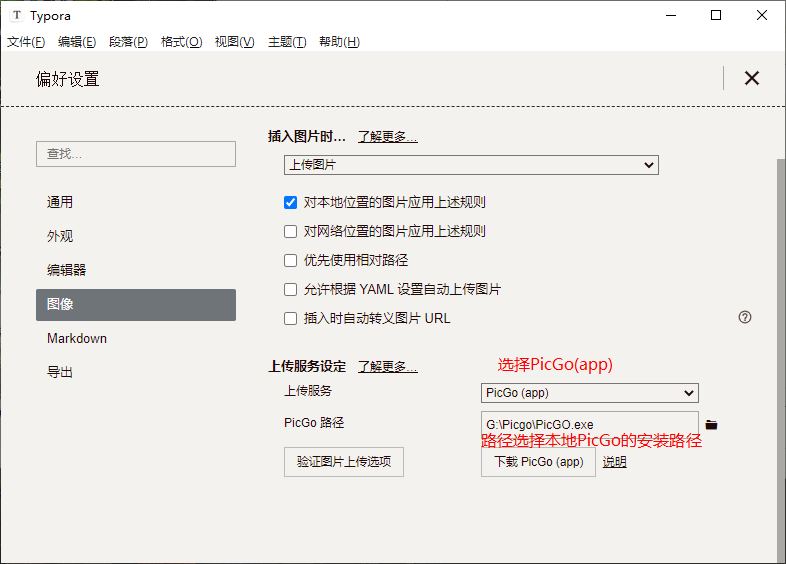 Typora
文件(F) 编辑(E) 段落(P) 格式(O) 视图(V) 主题(T) 帮助(H)
偏好设置
查找...
通用
外观
编辑器
图像
Markdown
导出
插入图片时... 了解更多...
上传图片
对本地位置的图片应用上述规则
对网络位置的图片应用上述规则
优先使用相对路径
允许根据 YAML 设置自动上传图片
插入时自动转义图片 URL
上传服务设定 了解更多...
选择PicGo(app)
上传服务 PicGo (app)
PicGo 路径 G:\Picgo\PicGO.exe
路径选择本地PicGo的安装路径
验证图片上传选项 下载 PicGo (app) 说明